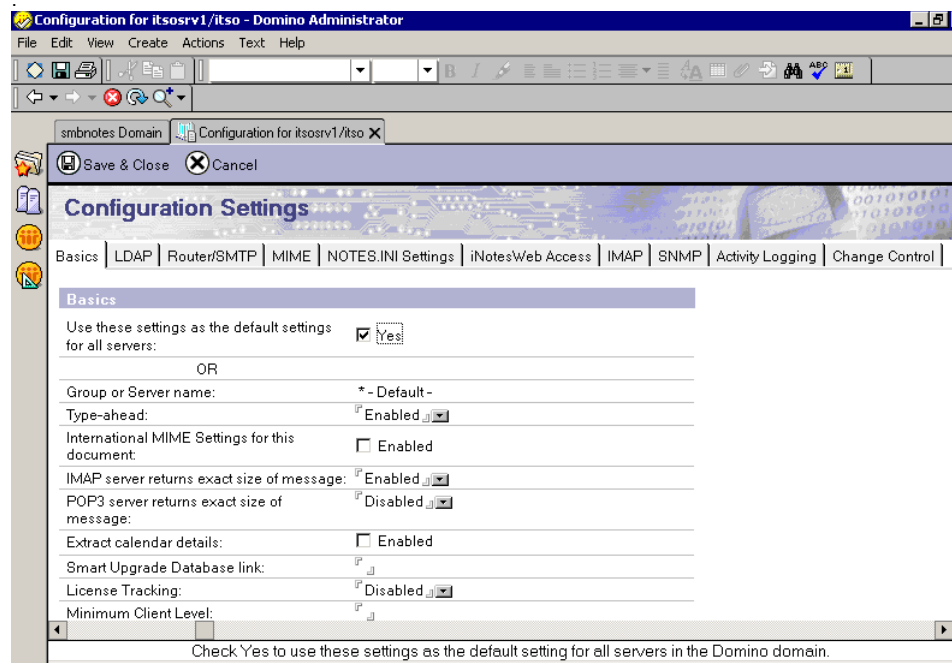 Configuration for itsosrv1/itso - Domino Administrator
File Edit View Create Actions Text Help
smbnotes Domain Configuration for itsosrv1/itso
Save & Close Cancel
Configuration Settings
Basics LDAP Router/SMTP MIME NOTES.INI Settings iNotesWeb Access IMAP SNMP Activity Logging Change Control
Basics
Use these settings as the default settings
for all servers:
Yes
OR
Group or Server name: * - Default -
Type-ahead: Enabled
International MIME Settings for this
document:
Enabled
IMAP server returns exact size of message: Enabled
POP3 server returns exact size of
message:
Disabled
Extract calendar details: Enabled
Smart Upgrade Database link:
License Tracking: Disabled
Minimum Client Level:
Check Yes to use these settings as the default setting for all servers in the Domino domain.